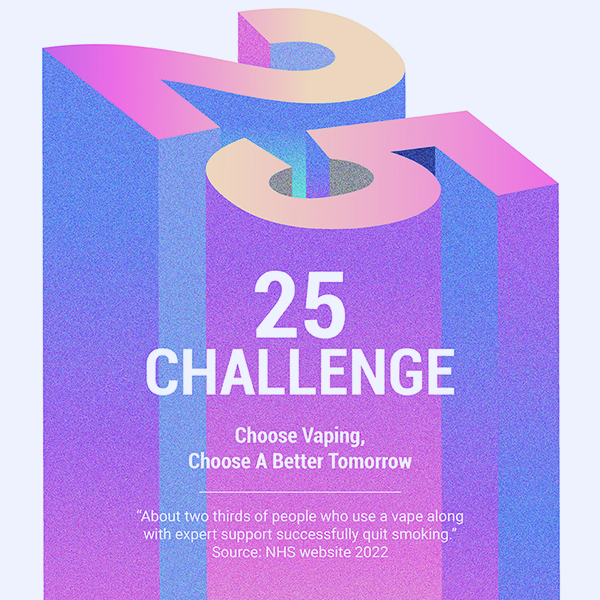 25
25
CHALLENGE
Choose Vaping,
Choose A Better Tomorrow
“About two thirds of people who use a vape along
with expert support successfully quit smoking.”
Source: NHS website 2022